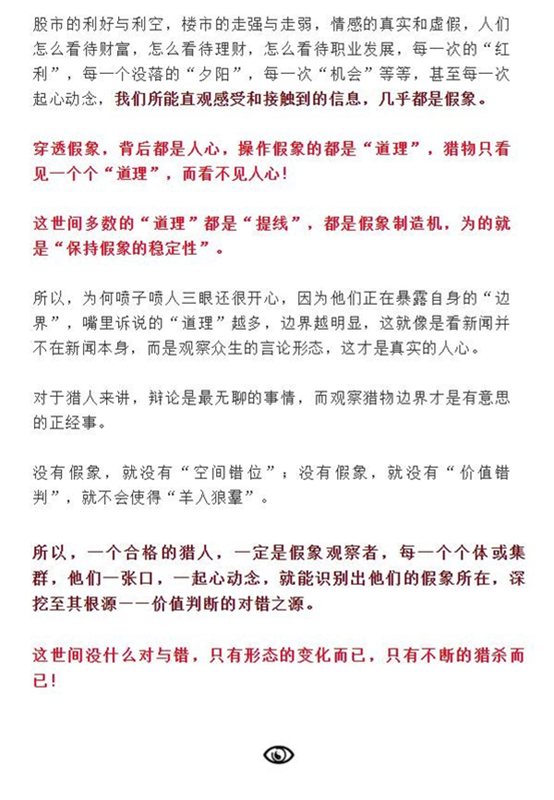 股市的利好与利空，楼市的走强与走弱，情感的真实和虚假，人们
怎么看待财富，怎么看待理财，怎么看待职业发展，每一次的“红
利”，每一个没落的“夕阳”，每一次“机会”等等，甚至每一次
起心动念，我们所能直观感受和接触到的信息，几乎都是假象。
穿透假象，背后都是人心，操作假象的都是“道理”，猎物只看
见一个个“道理”，而看不见人心！
这世间多数的“道理”都是“提线”，都是假象制造机，为的就
是“保持假象的稳定性”。
所以，为何喷子喷人三眼还很开心，因为他们正在暴露自身的“边
界”，嘴里诉说的“道理”越多，边界越明显，这就像是看新闻并
不在新闻本身，而是观察众生的言论形态，这才是真实的人心。
对于猎人来讲，辩论是最无聊的事情，而观察猎物边界才是有意思
的正经事。
没有假象，就没有“空间错位”；没有假象，就没有“价值错
判”，就不会使得“羊入狼羣”。
所以，一个合格的猎人，一定是假象观察者，每一个个体或集
群，他们一张口，一起心动念，就能识别出他们的假象所在，深
挖至其根源——价值判断的对错之源。
这世间没什么对与错，只有形态的变化而已，只有不断的猎杀而
已！